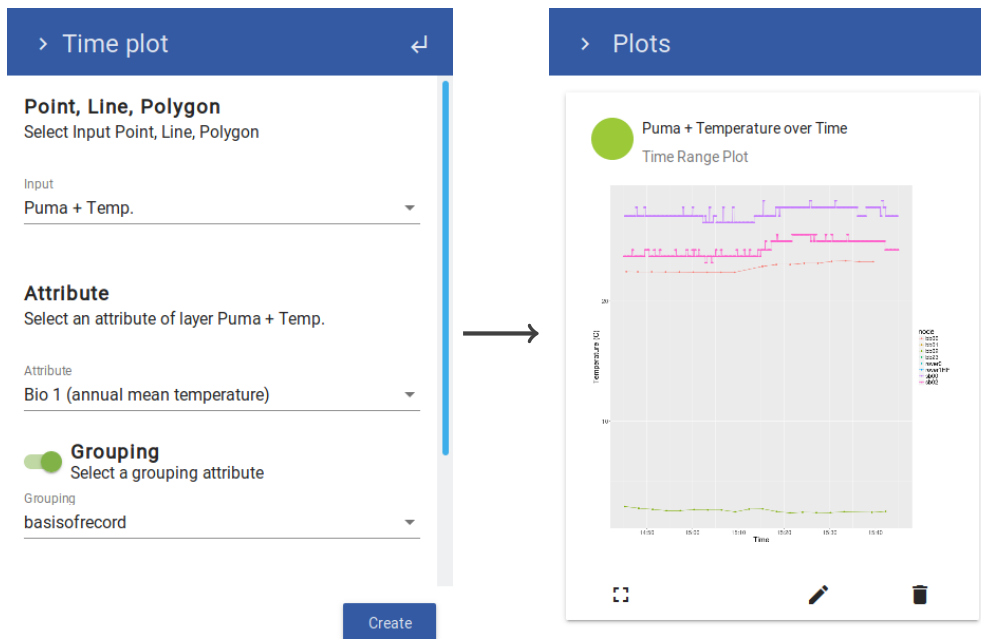 Time plot
Point, Line, Polygon
Select Input Point, Line, Polygon
Input
Puma + Temp.
Attribute
Select an attribute of layer Puma + Temp.
Attribute
Bio 1 (annual mean temperature)
Grouping
Select a grouping attribute
Grouping
basisofrecord
Create
Plots
Puma + Temperature over Time
Time Range Plot
Temperature (C)
20
10
Time
node